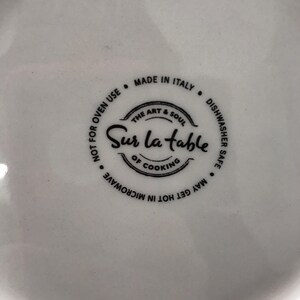 • MADE IN ITALY • DISHWASHER SAFE • MAY GET HOT IN MICROWAVE • NOT FOR OVEN USE
THE ART & SOUL
Sur la table
OF COOKING